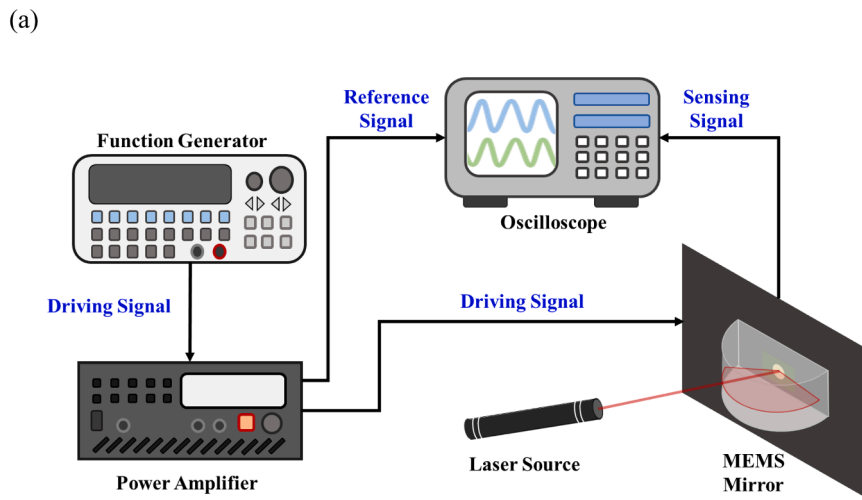 (a)
Reference
Signal
Sensing
Signal
Function Generator
Oscilloscope
Driving Signal
Driving Signal
Power Amplifier
Laser Source
MEMS
Mirror